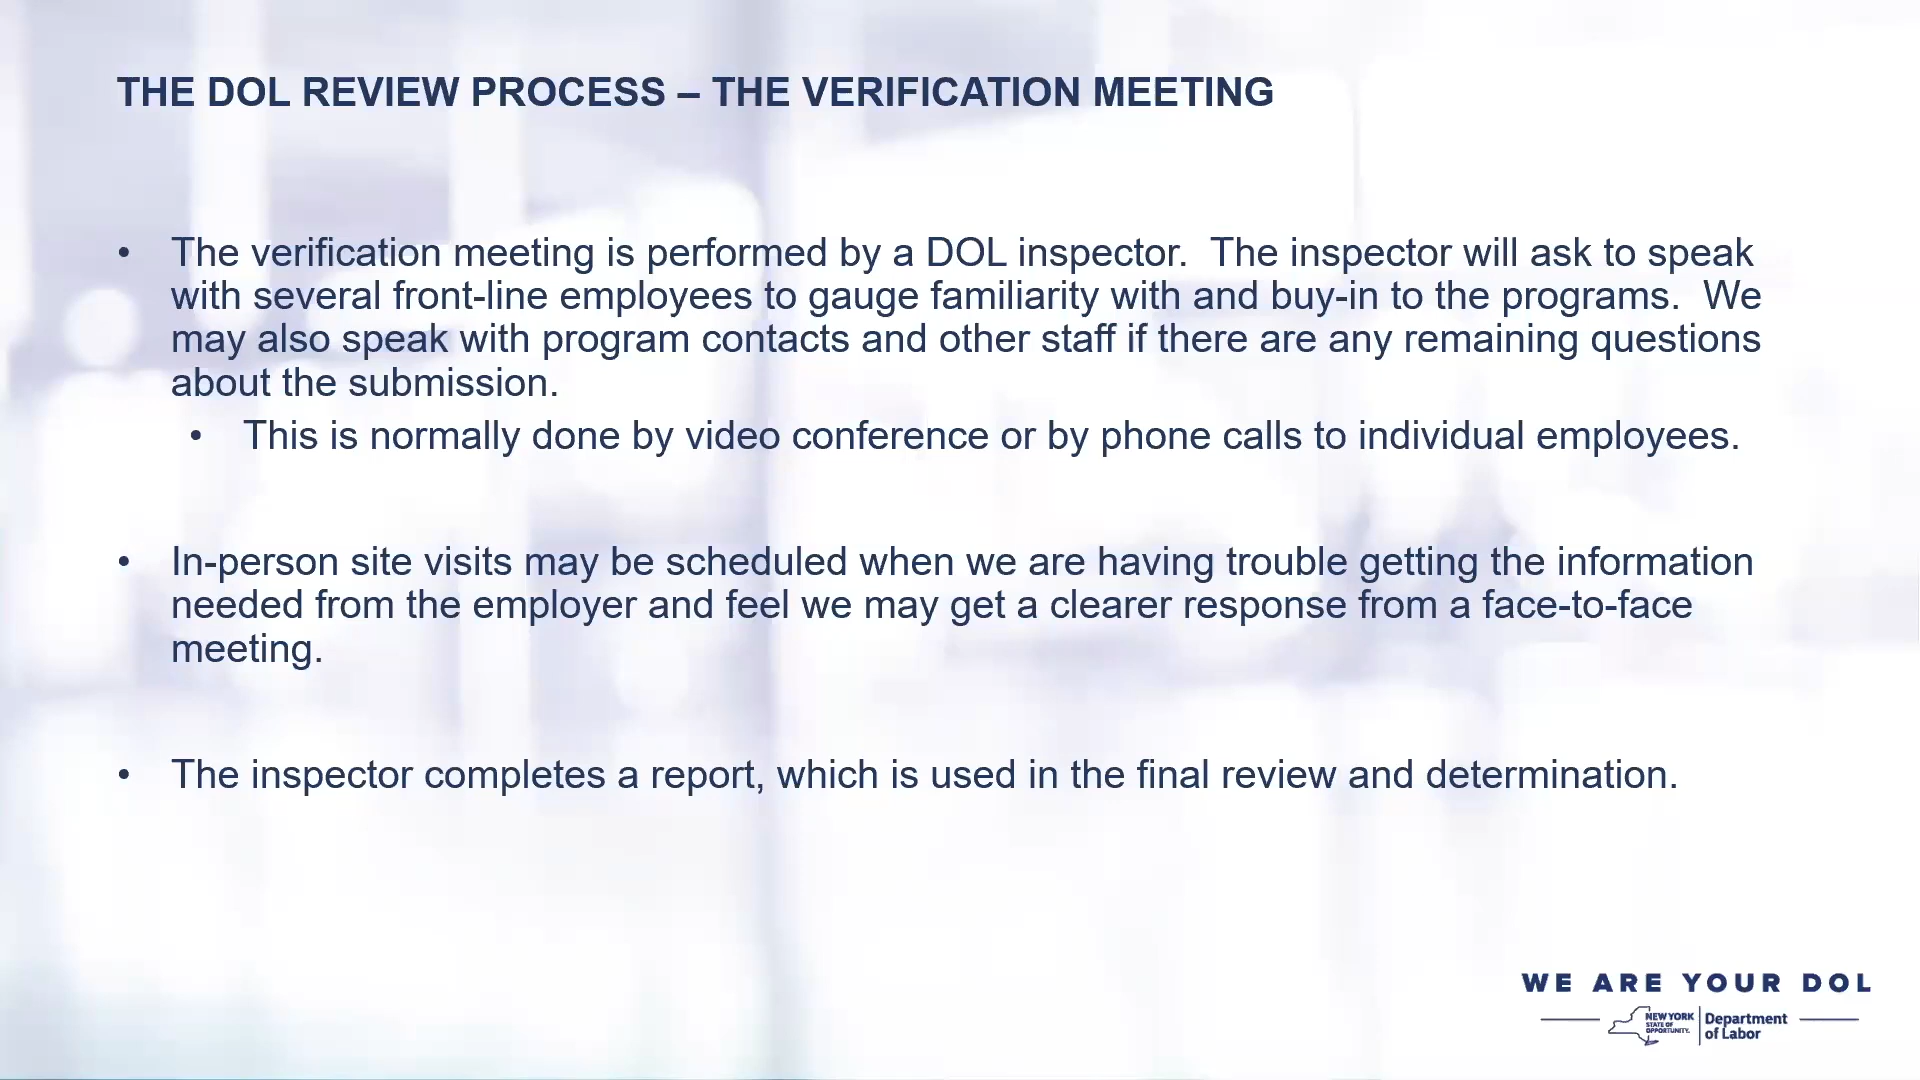 THE DOL REVIEW PROCESS – THE VERIFICATION MEETING
• The verification meeting is performed by a DOL inspector.  The inspector will ask to speak
with several front-line employees to gauge familiarity with and buy-in to the programs.  We
may also speak with program contacts and other staff if there are any remaining questions
about the submission.
• This is normally done by video conference or by phone calls to individual employees.
• In-person site visits may be scheduled when we are having trouble getting the information
needed from the employer and feel we may get a clearer response from a face-to-face
meeting.
• The inspector completes a report, which is used in the final review and determination.
WE ARE YOUR DOL
NEW YORK
STATE OF
OPPORTUNITY.
Department
of Labor